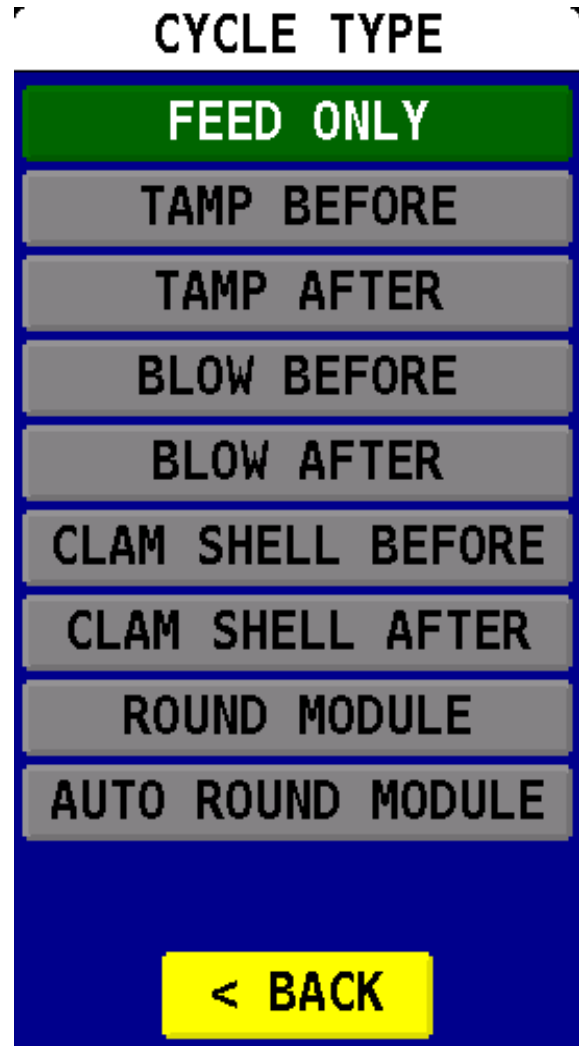 CYCLE TYPE
FEED ONLY
TAMP BEFORE
TAMP AFTER
BLOW BEFORE
BLOW AFTER
CLAM SHELL BEFORE
CLAM SHELL AFTER
ROUND MODULE
AUTO ROUND MODULE
< BACK